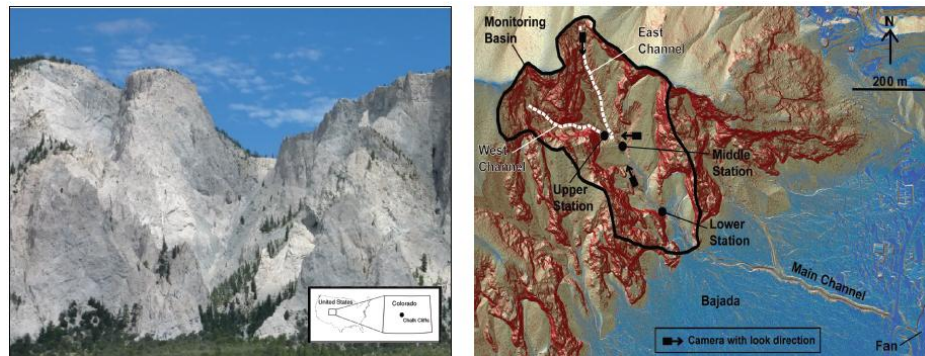 United States
Colorado
Chalk Cliffs
Monitoring
Basin
East
Channel
N
200 m
West
Channel
Upper
Station
Middle
Station
Lower
Station
Main Channel
Bajada
Fan
Camera with look direction